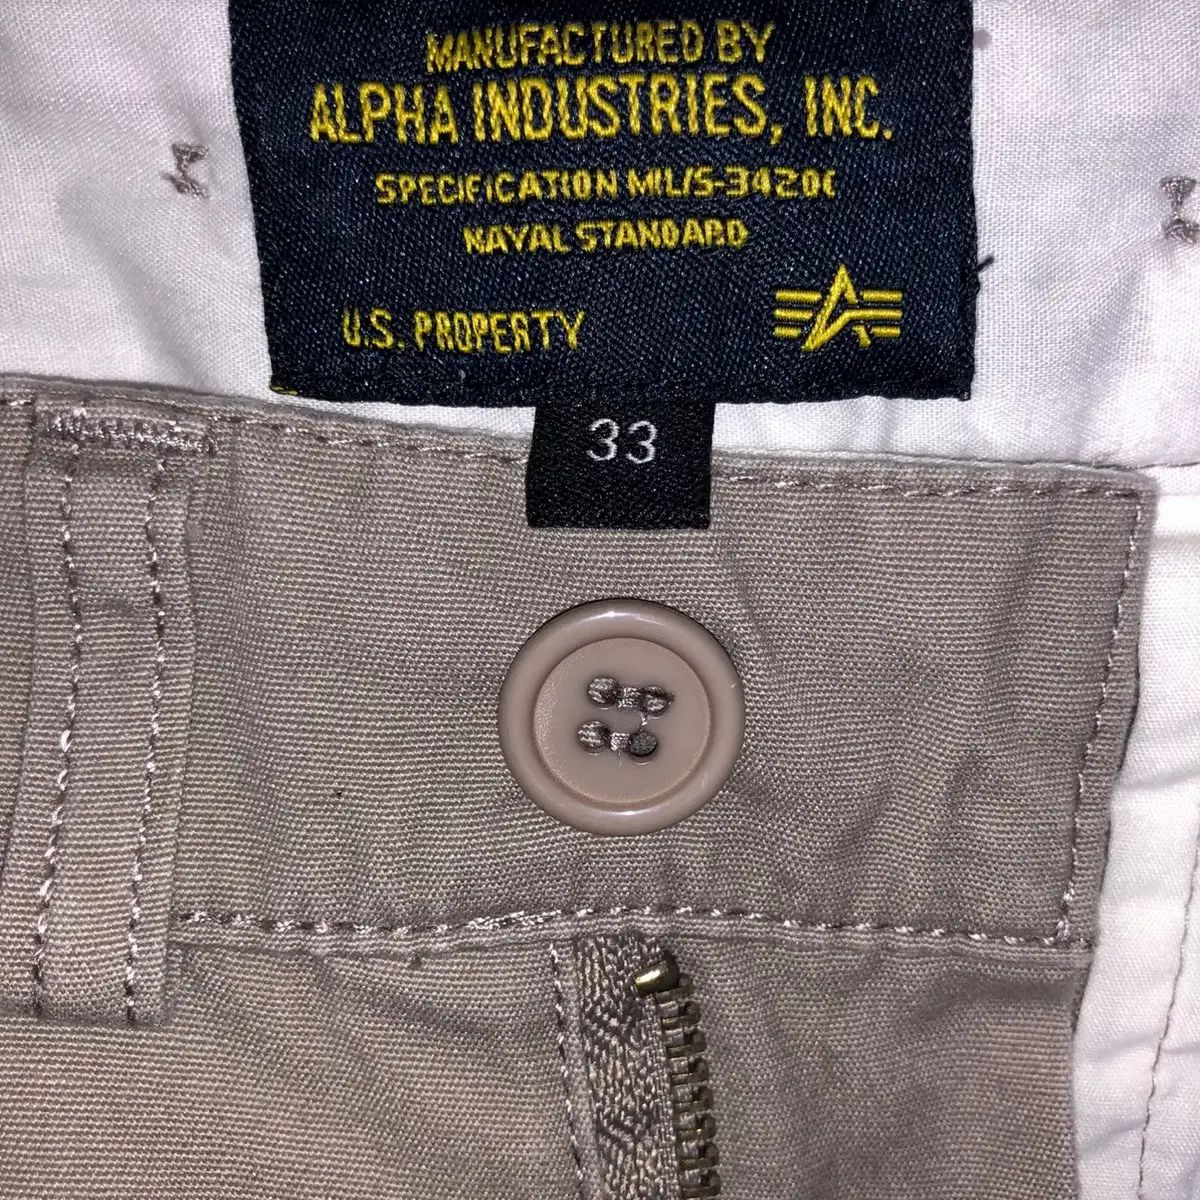 MANUFACTURED BY
ALPHA INDUSTRIES, INC.
SPECIFICATION MIL/S-3420C
NAVAL STANDARD
U.S. PROPERTY
33